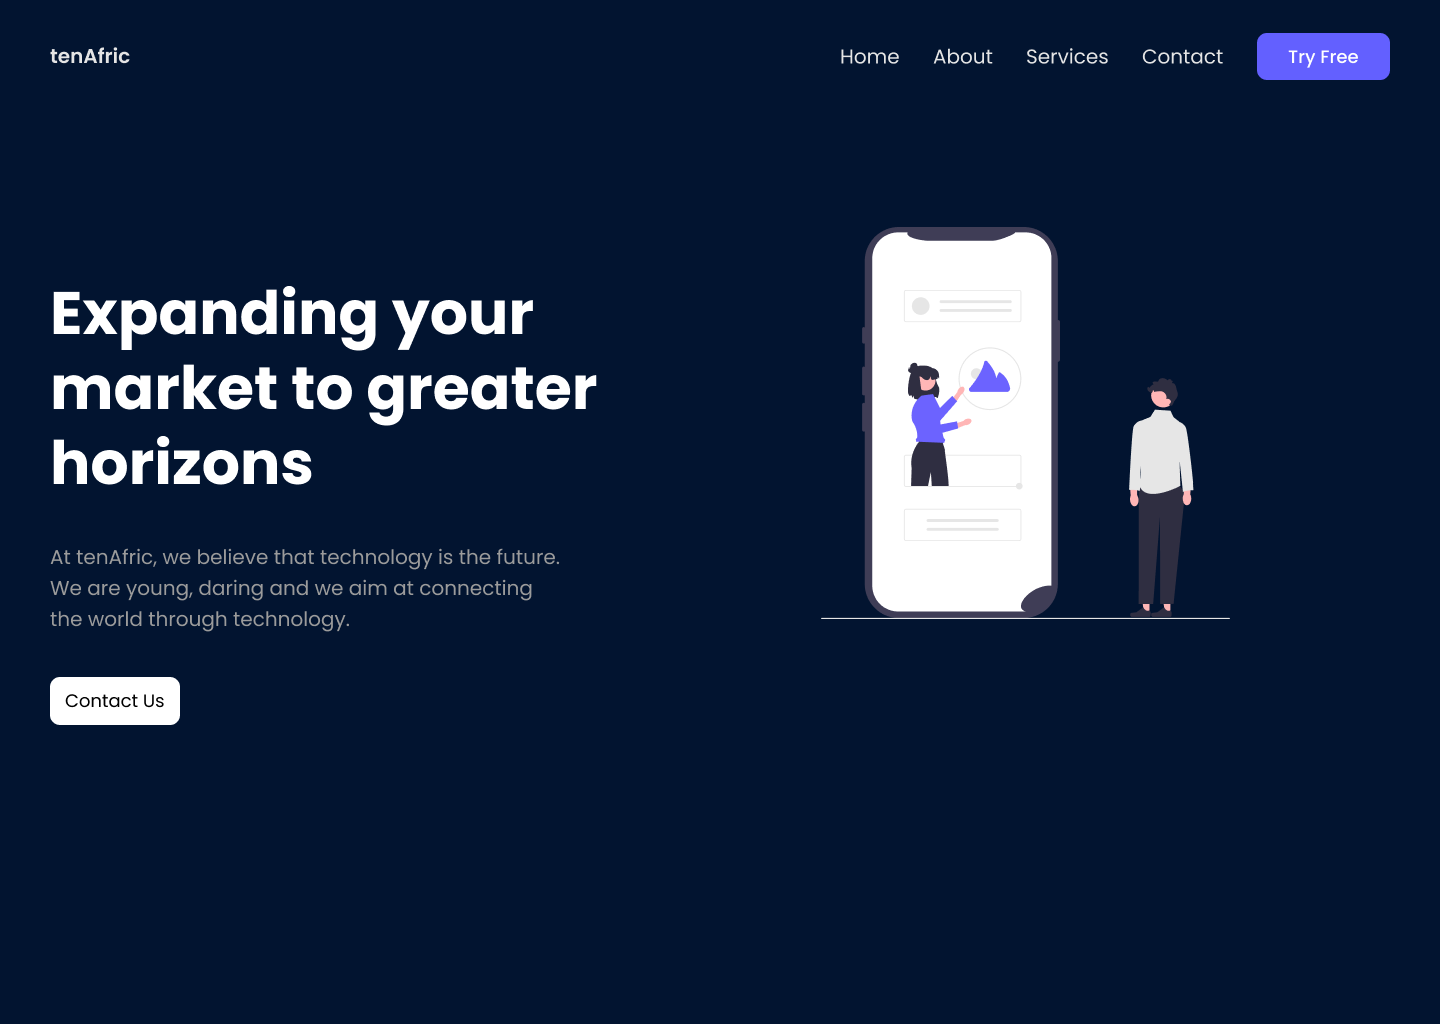 tenAfric
Home About Services Contact Try Free
Expanding your
market to greater
horizons
At tenAfric, we believe that technology is the future.
We are young, daring and we aim at connecting
the world through technology.
Contact Us